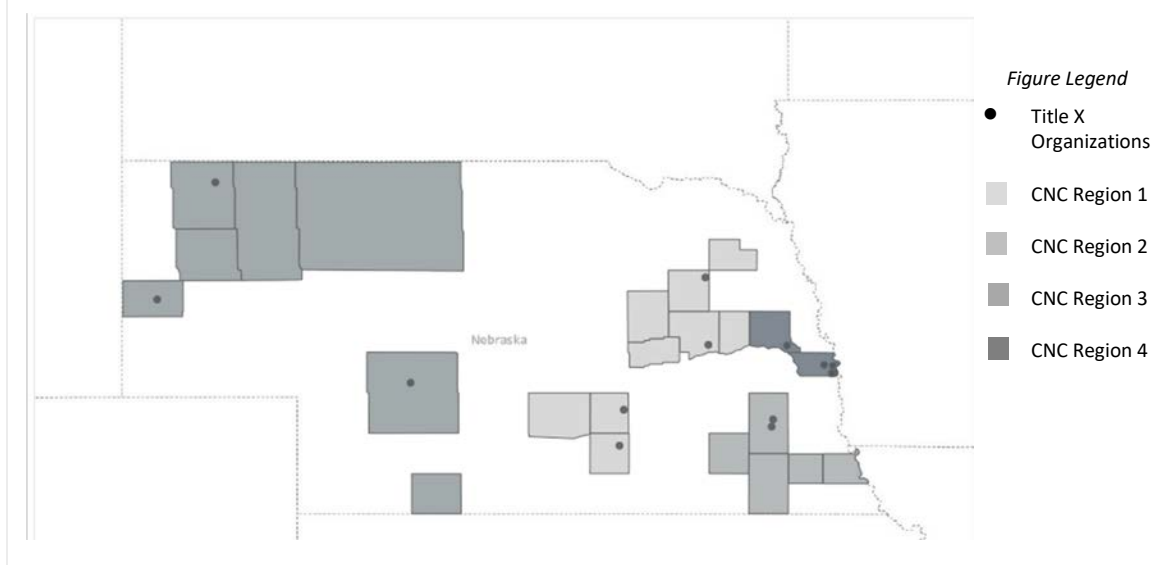 Figure Legend
Title X
Organizations
CNC Region 1
CNC Region 2
CNC Region 3
CNC Region 4
Nebraska